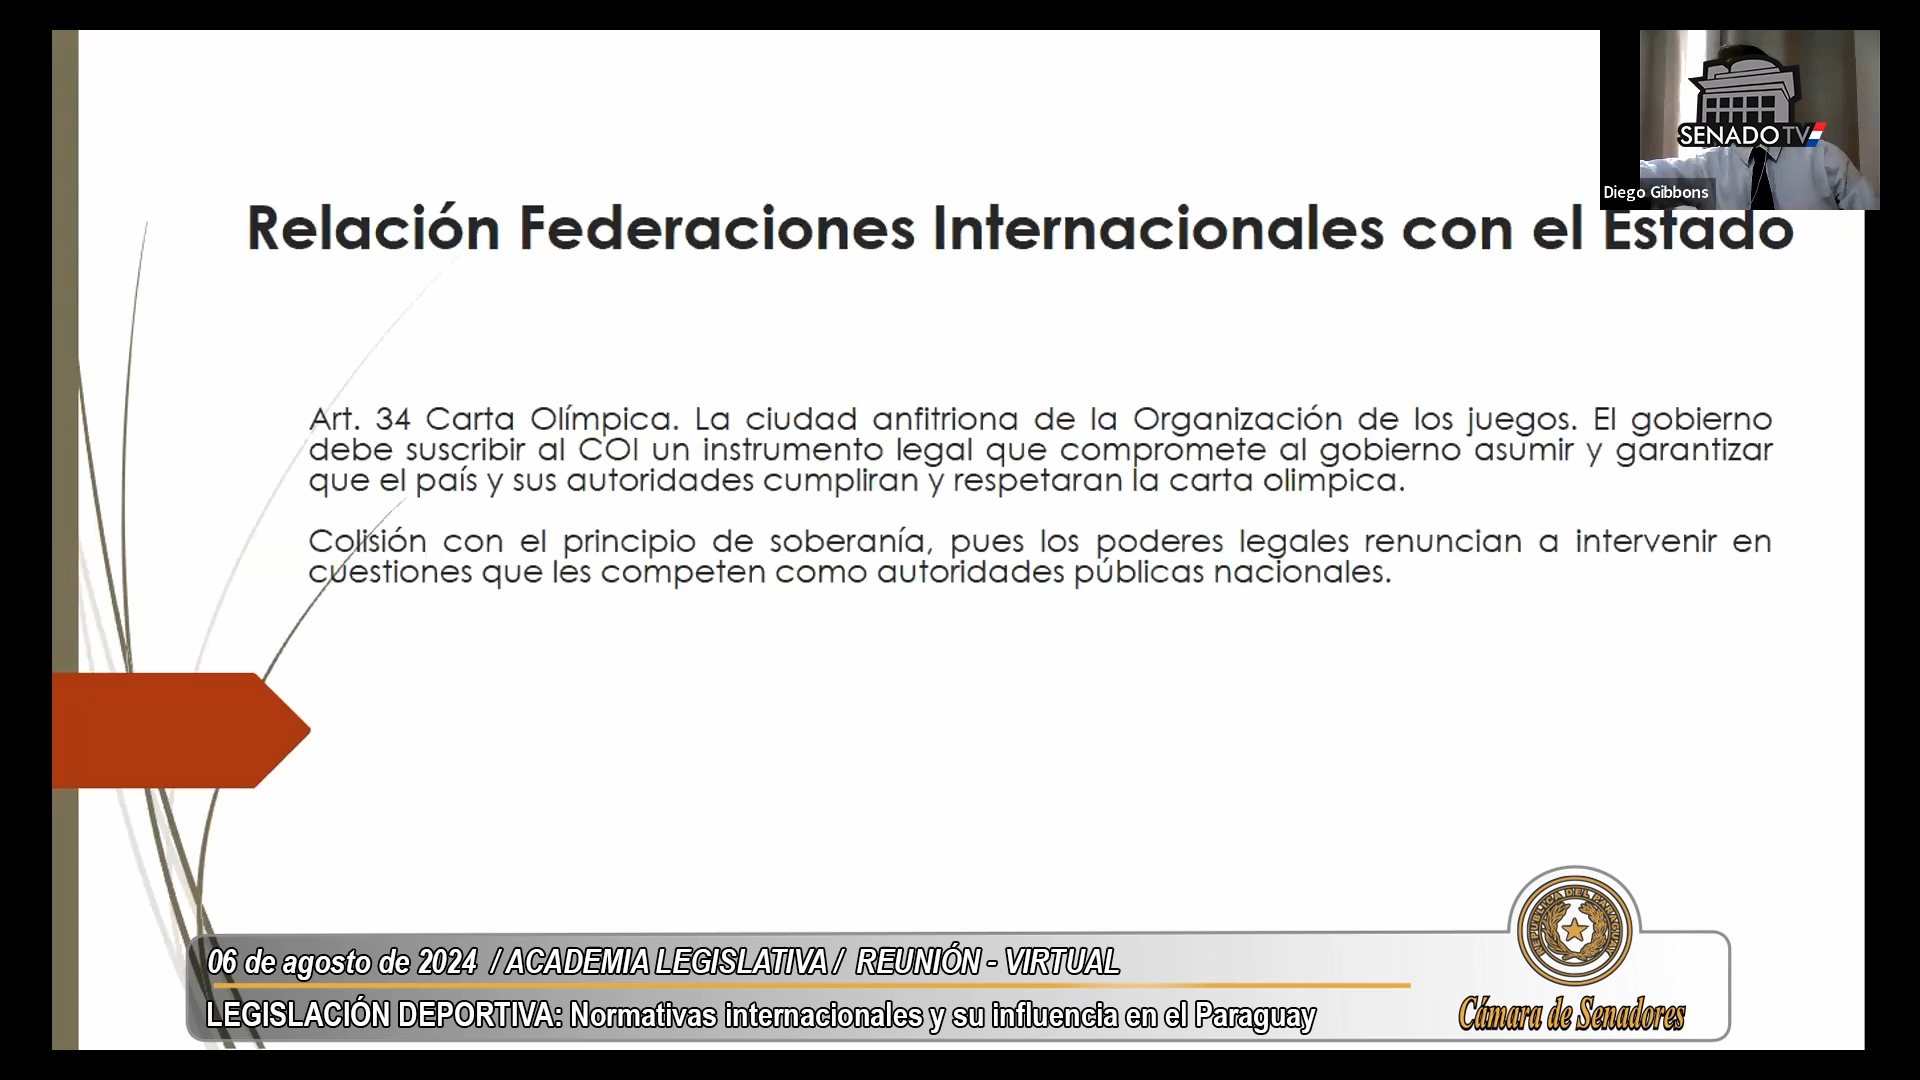 SENADO TV
Diego Gibbons
Relación Federaciones Internacionales con el Estado
Art. 34 Carta Olímpica. La ciudad anfitriona de la Organización de los juegos. El gobierno
debe suscribir al COI un instrumento legal que compromete al gobierno asumir y garantizar
que el país y sus autoridades cumpliran y respetaran la carta olimpica.
Colisión con el principio de soberanía, pues los poderes legales renuncian a intervenir en
cuestiones que les competen como autoridades públicas nacionales.
REPUBLICA DEL PARAGUAY
06 de agosto de 2024 / ACADEMIA LEGISLATIVA / REUNIÓN - VIRTUAL
LEGISLACIÓN DEPORTIVA: Normativas internacionales y su influencia en el Paraguay
Cámara de Senadores